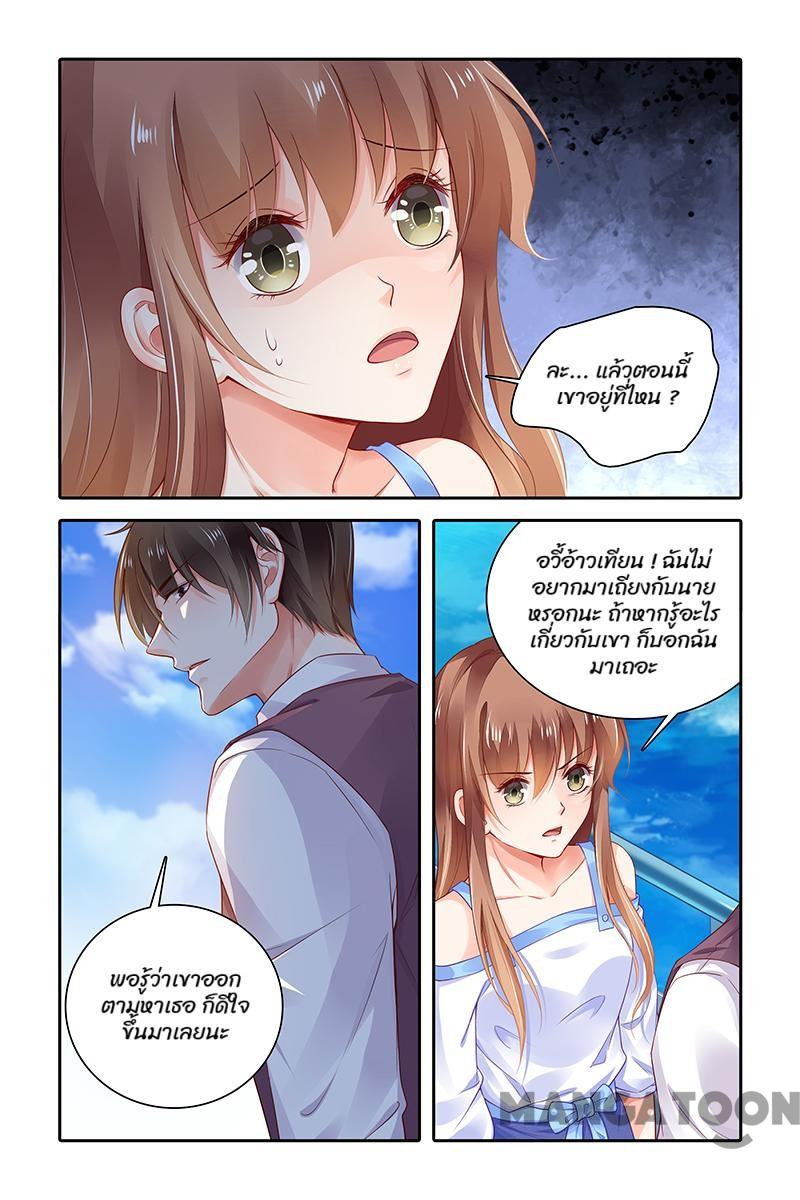 ละ... แล้วตอนนี้
เขาอยู่ที่ไหน ?
พอรู้ว่าเขาออก
ตามหาเธอ ก็ดีใจ
ขึ้นมาเลยนะ
อวี้อ้าวเทียน ! ฉันไม่
อยากมาเถียงกับนาย
หรอกนะ ถ้าหากรู้อะไร
เกี่ยวกับเขา ก็บอกฉัน
มาเถอะ
MANGATOON